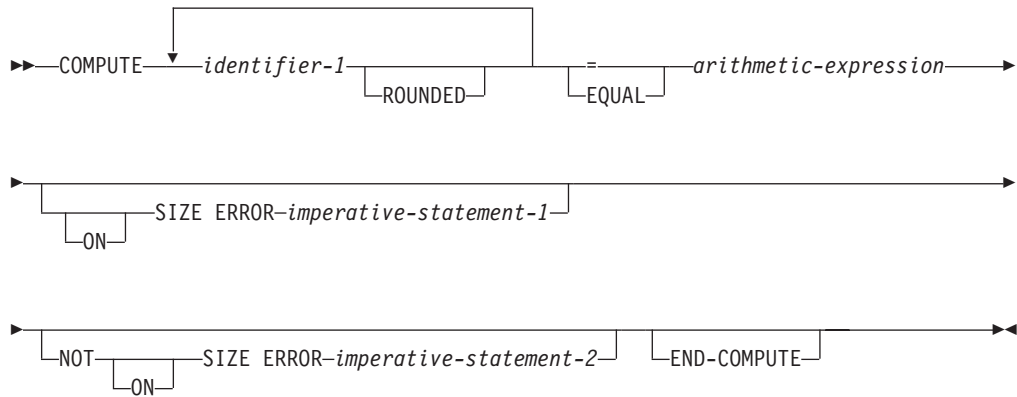 COMPUTE identifier-1 = arithmetic-expression
ROUNDED EQUAL
SIZE ERROR imperative-statement-1
ON
NOT SIZE ERROR imperative-statement-2 END-COMPUTE
ON